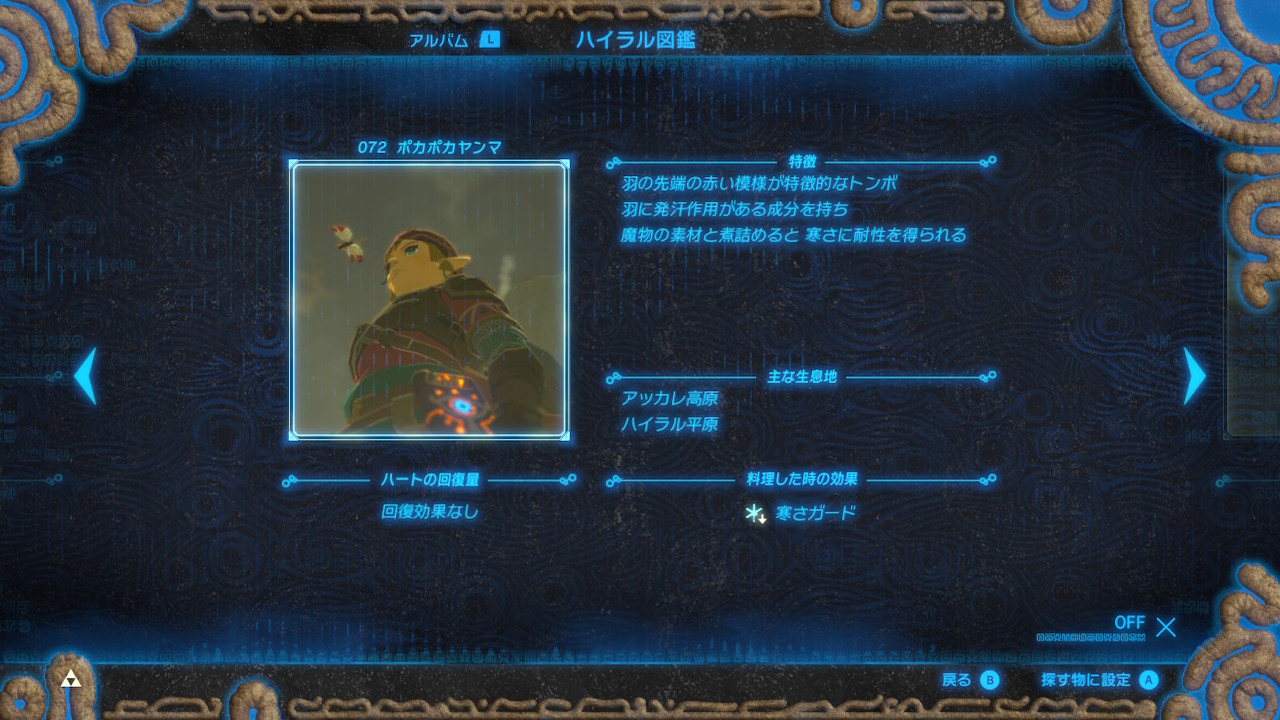 アルバム L
ハイラル図鑑
072 ポカポカヤンマ
特徴
羽の先端の赤い模様が特徴的なトンボ
羽に発汗作用がある成分を持ち
魔物の素材と煮詰めると 寒さに耐性を得られる
主な生息地
アッカレ高原
ハイラル平原
ハートの回復量
回復効果なし
料理した時の効果
寒さガード
OFF
戻る B
探す物に設定 A